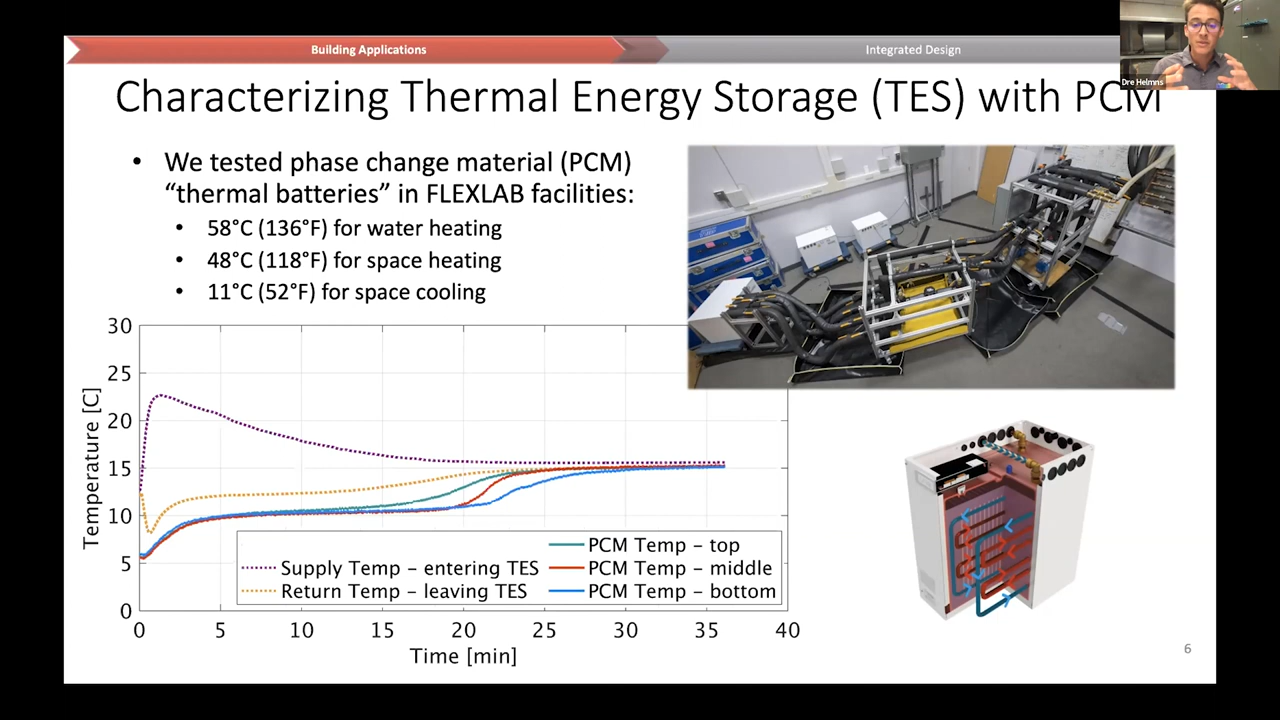 Building Applications
Integrated Design
Dre Helmns
Characterizing Thermal Energy Storage (TES) with PCM
• We tested phase change material (PCM)
“thermal batteries” in FLEXLAB facilities:
• 58°C (136°F) for water heating
• 48°C (118°F) for space heating
• 11°C (52°F) for space cooling
30
25
20
15
10
5
0
Temperature [C]
PCM Temp – top
Supply Temp – entering TES
PCM Temp – middle
Return Temp – leaving TES
PCM Temp – bottom
0 5 10 15 20 25 30 35 40
Time [min]
6